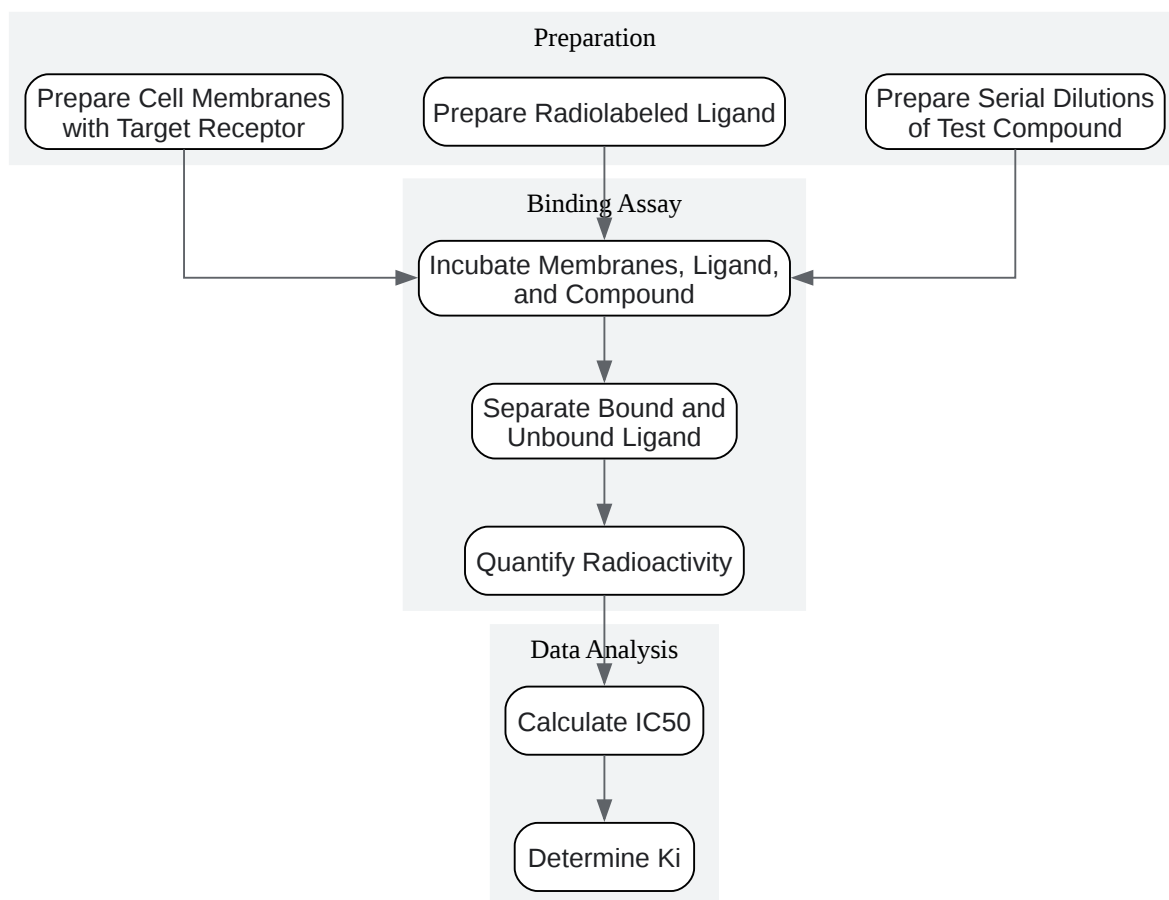 Preparation
Prepare Cell Membranes
with Target Receptor
Prepare Radiolabeled Ligand
Prepare Serial Dilutions
of Test Compound
Binding Assay
Incubate Membranes, Ligand,
and Compound
Separate Bound and
Unbound Ligand
Quantify Radioactivity
Data Analysis
Calculate IC50
Determine Ki